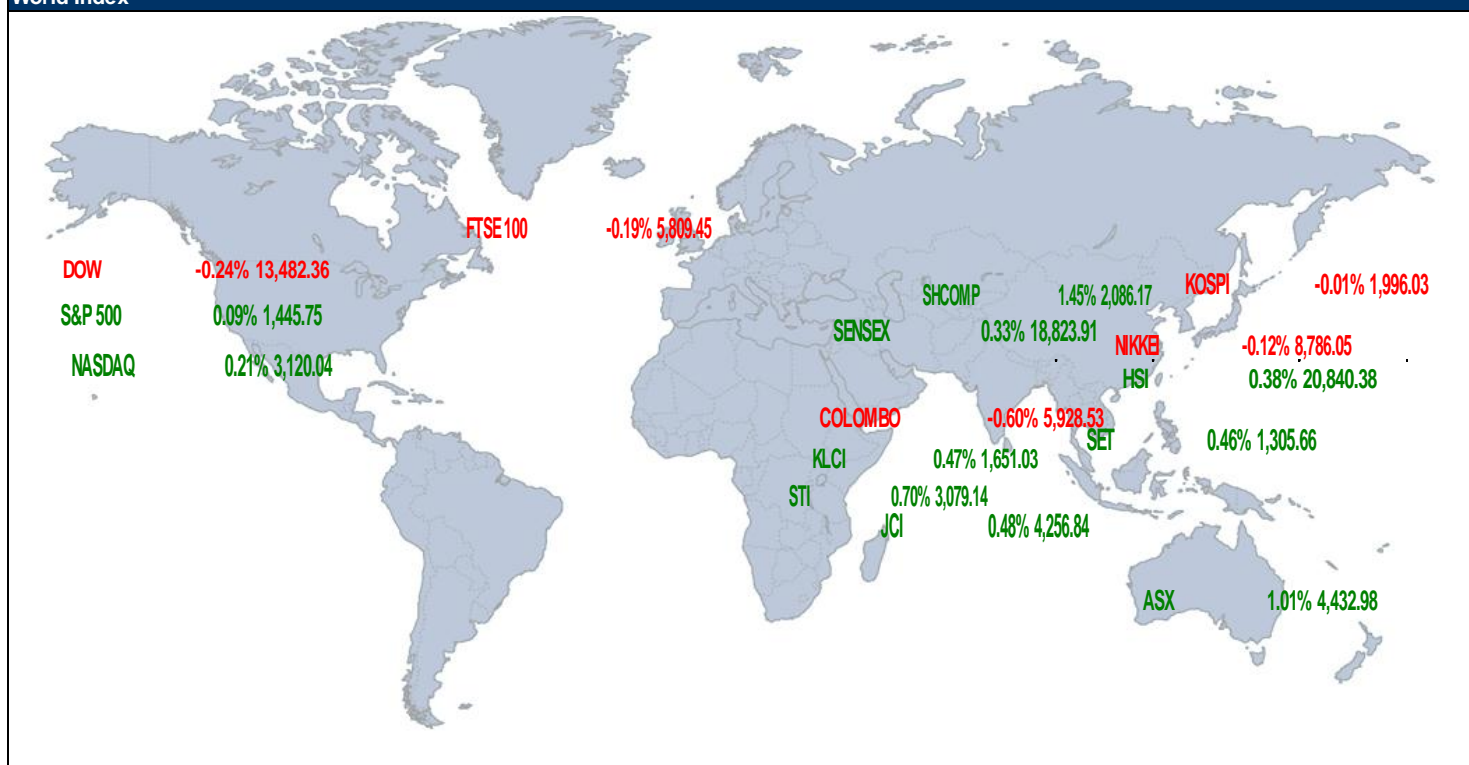 World Index
FTSE 100 -0.19% 5,809.45
DOW -0.24% 13,482.36
KOSPI -0.01% 1,996.03
SHCOMP 1.45% 2,086.17
S&P 500 0.09% 1,445.75
SENSEX 0.33% 18,823.91
NIKKEI -0.12% 8,786.05
NASDAQ 0.21% 3,120.04
HSI 0.38% 20,840.38
COLOMBO -0.60% 5,928.53
SET 0.46% 1,305.66
KLCI 0.47% 1,651.03
STI 0.70% 3,079.14
JCI 0.48% 4,256.84
ASX 1.01% 4,432.98